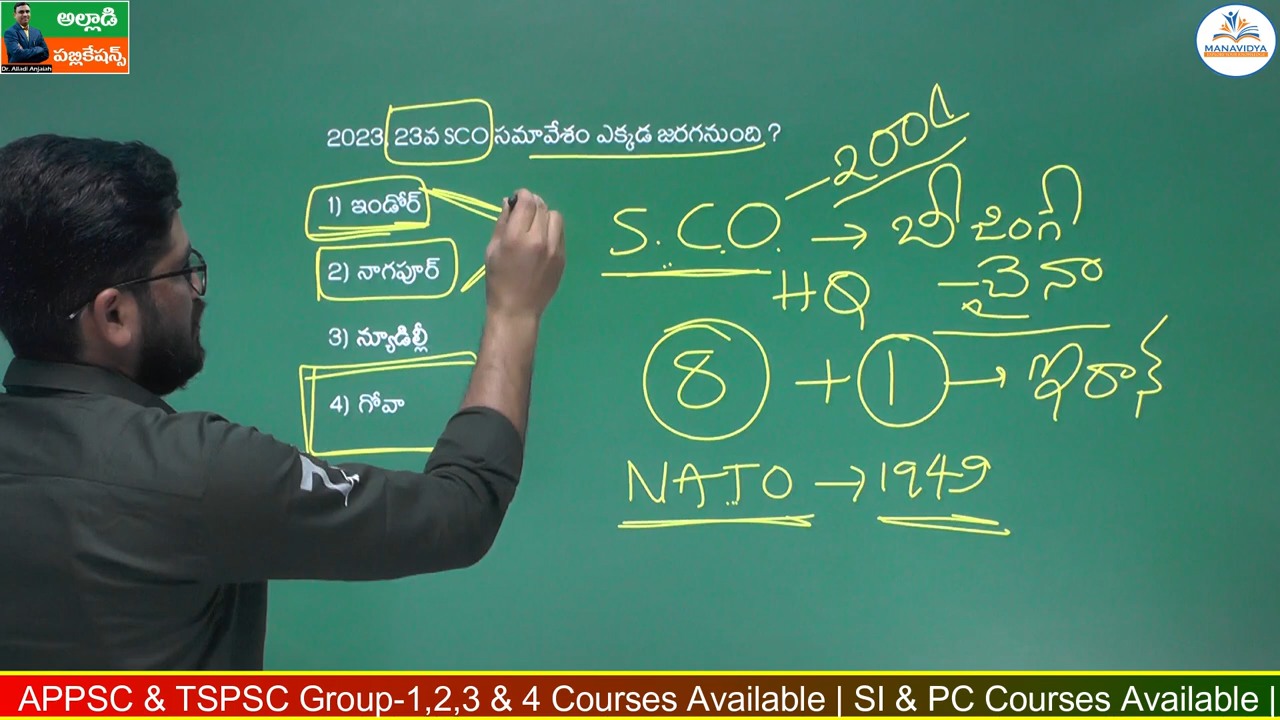 అల్లాడి
పబ్లికేషన్స్
Dr. Alladi Anjaiah
MANAVIDYA
2023, 23వ SCO సమావేశం ఎక్కడ జరగనుంది ?
1) ఇండోర్
2) నాగపూర్
3) న్యూఢిల్లీ
4) గోవా
2001
S.C.O. → బీజింగ్
HQ - చైనా
8 + 1 → ఇరాన్
NATO → 1949
APPSC & TSPSC Group-1,2,3 & 4 Courses Available | SI & PC Courses Available |